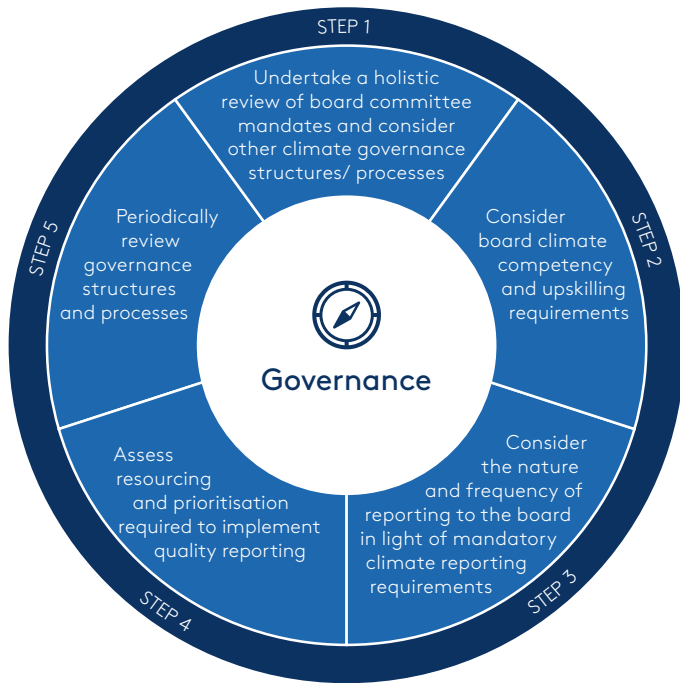 STEP 1
Undertake a holistic
review of board committee
mandates and consider
other climate governance
structures/ processes
STEP 2
Consider
board climate
competency
and upskilling
requirements
STEP 3
Consider
the nature
and frequency of
reporting to the board
in light of mandatory
climate reporting
requirements
STEP 4
Assess
resourcing
and prioritisation
required to implement
quality reporting
STEP 5
Periodically
review
governance
structures
and processes
Governance